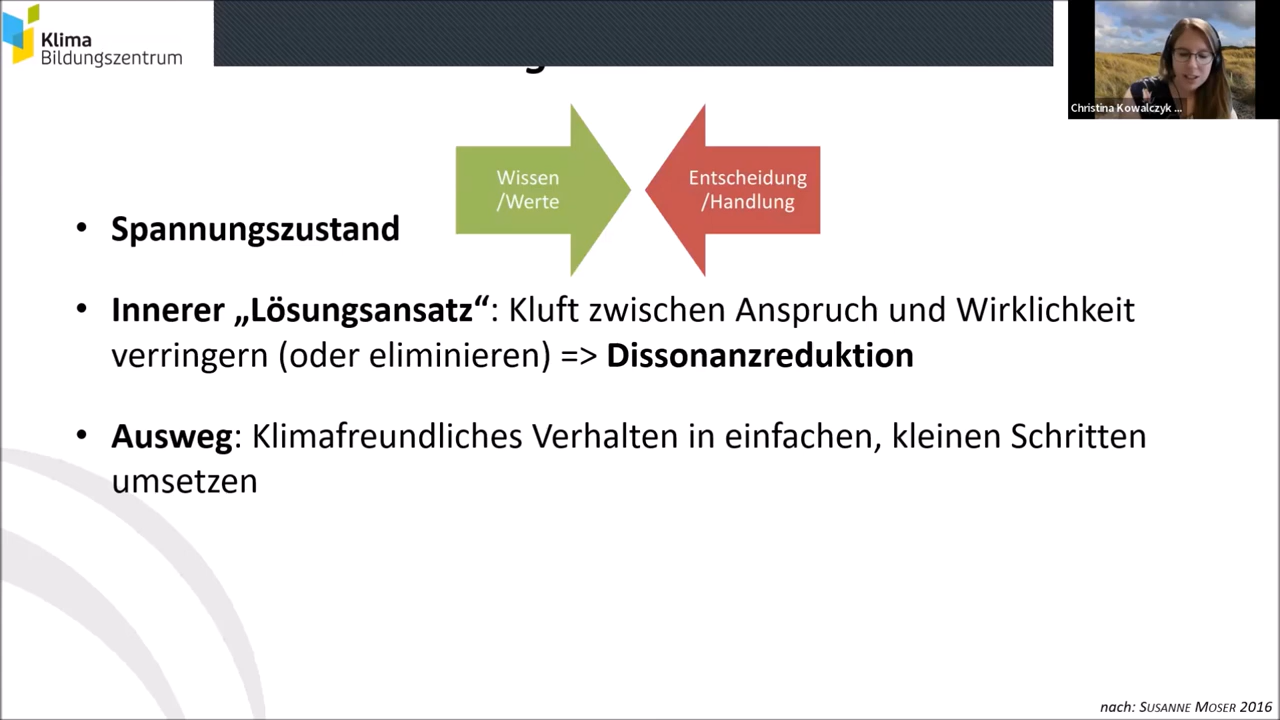 Klima
Bildungszentrum
Christina Kowalczyk ...
Wissen
/Werte
Entscheidung
/Handlung
• Spannungszustand
• Innerer „Lösungsansatz“: Kluft zwischen Anspruch und Wirklichkeit
verringern (oder eliminieren) => Dissonanzreduktion
• Ausweg: Klimafreundliches Verhalten in einfachen, kleinen Schritten
umsetzen
nach: SUSANNE MOSER 2016